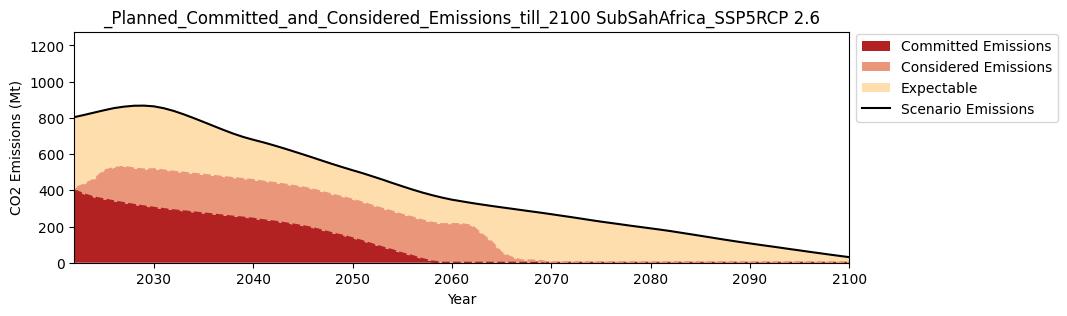 _Planned_Committed_and_Considered_Emissions_till_2100 SubSahAfrica_SSP5RCP 2.6
1200
1000
800
600
400
200
0
CO2 Emissions (Mt)
2030 2040 2050 2060 2070 2080 2090 2100
Year
Committed Emissions
Considered Emissions
Expectable
Scenario Emissions